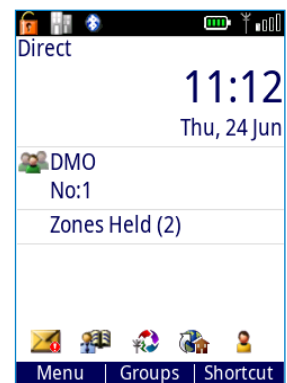 Direct
11:12
Thu, 24 Jun
DMO
No:1
Zones Held (2)
Menu Groups Shortcut